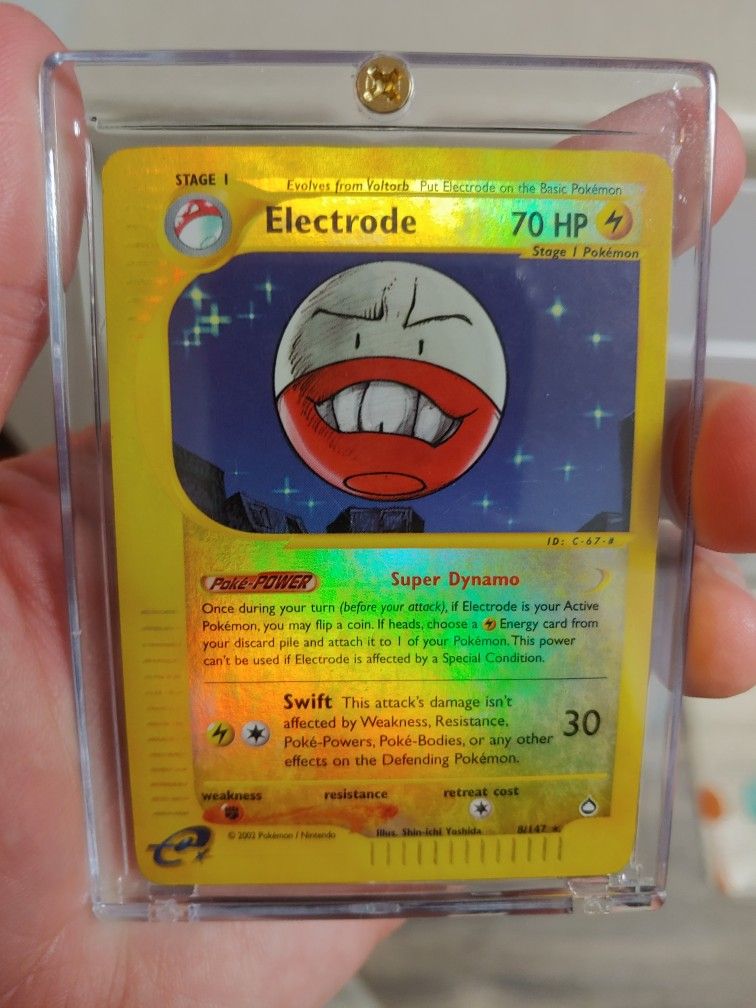 STAGE 1
Evolves from Voltorb Put Electrode on the Basic Pokémon
Electrode 70 HP
Stage 1 Pokémon
ID: C-67-#
Poké-POWER Super Dynamo
Once during your turn (before your attack), if Electrode is your Active
Pokémon, you may flip a coin. If heads, choose a Energy card from
your discard pile and attach it to 1 of your Pokémon. This power
can't be used if Electrode is affected by a Special Condition.
Swift This attack's damage isn't
affected by Weakness, Resistance,
Poké-Powers, Poké-Bodies, or any other
effects on the Defending Pokémon.
30
weakness resistance retreat cost
© 2002 Pokémon / Nintendo Illus. Shin-ichi Yoshida 8/147
e